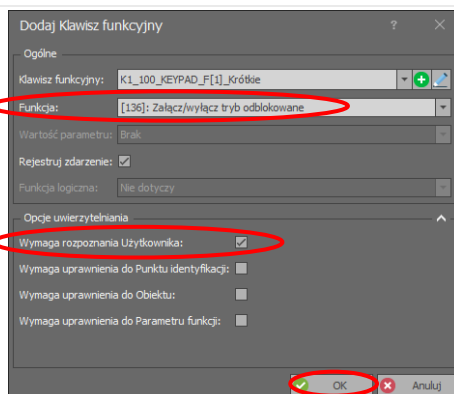 Dodaj Klawisz funkcyjny ? ×
Ogólne
Klawisz funkcyjny: K1_100_KEYPAD_F[1]_Krótkie
Funkcja: [136]: Załącz/wyłącz tryb odblokowane
Wartość parametru: Brak
Rejestruj zdarzenie:
Funkcja logiczna: Nie dotyczy
Opcje uwierzytelniania
Wymaga rozpoznania Użytkownika:
Wymaga uprawnienia do Punktu identyfikacji:
Wymaga uprawnienia do Obiektu:
Wymaga uprawnienia do Parametru funkcji:
OK Anuluj